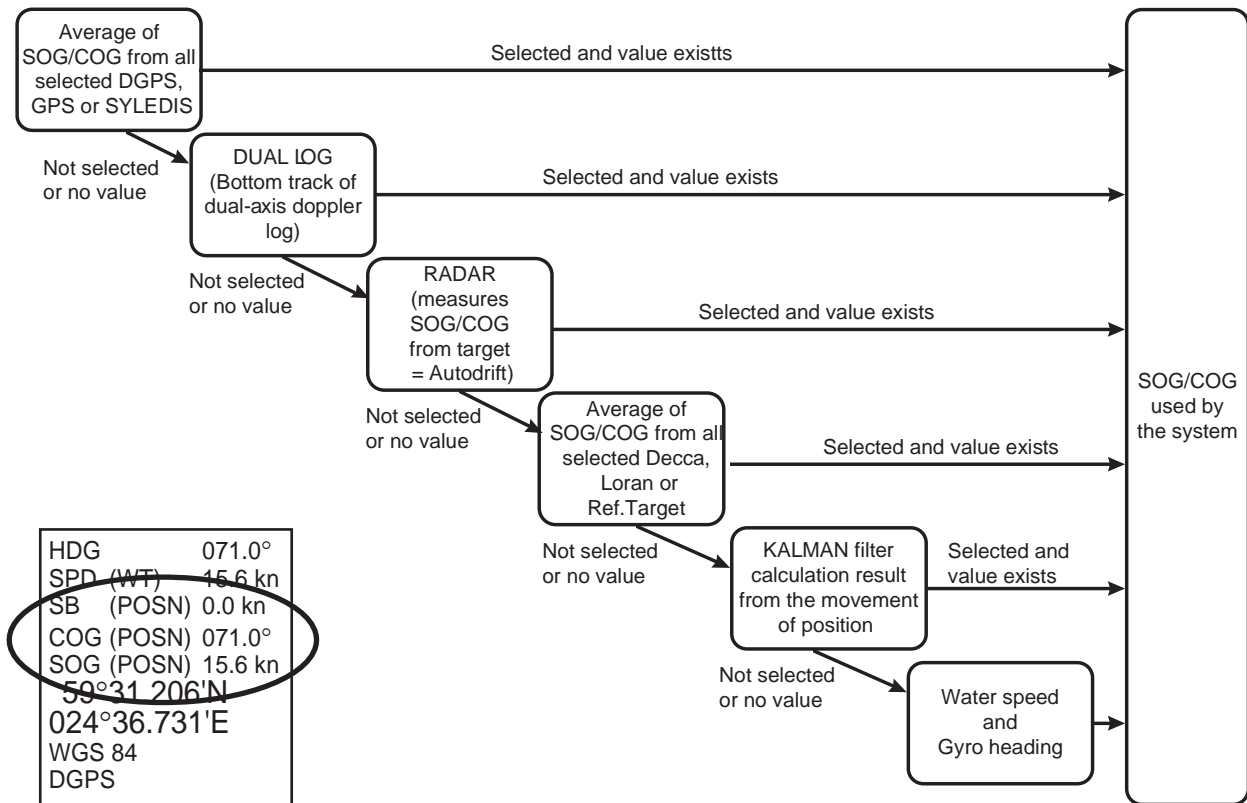 Average of
SOG/COG from all
selected DGPS,
GPS or SYLEDIS
Selected and value existts
Not selected
or no value
DUAL LOG
(Bottom track of
dual-axis doppler
log)
Selected and value exists
Not selected
or no value
RADAR
(measures
SOG/COG
from target
= Autodrift)
Selected and value exists
Not selected
or no value
Average of
SOG/COG from all
selected Decca,
Loran or
Ref.Target
Selected and value exists
Not selected
or no value
KALMAN filter
calculation result
from the movement
of position
Selected and
value exists
Not selected
or no value
Water speed
and
Gyro heading
SOG/COG
used by
the system
HDG 071.0°
SPD (WT) 15.6 kn
SB (POSN) 0.0 kn
COG (POSN) 071.0°
SOG (POSN) 15.6 kn
59°31.206'N
024°36.731'E
WGS 84
DGPS